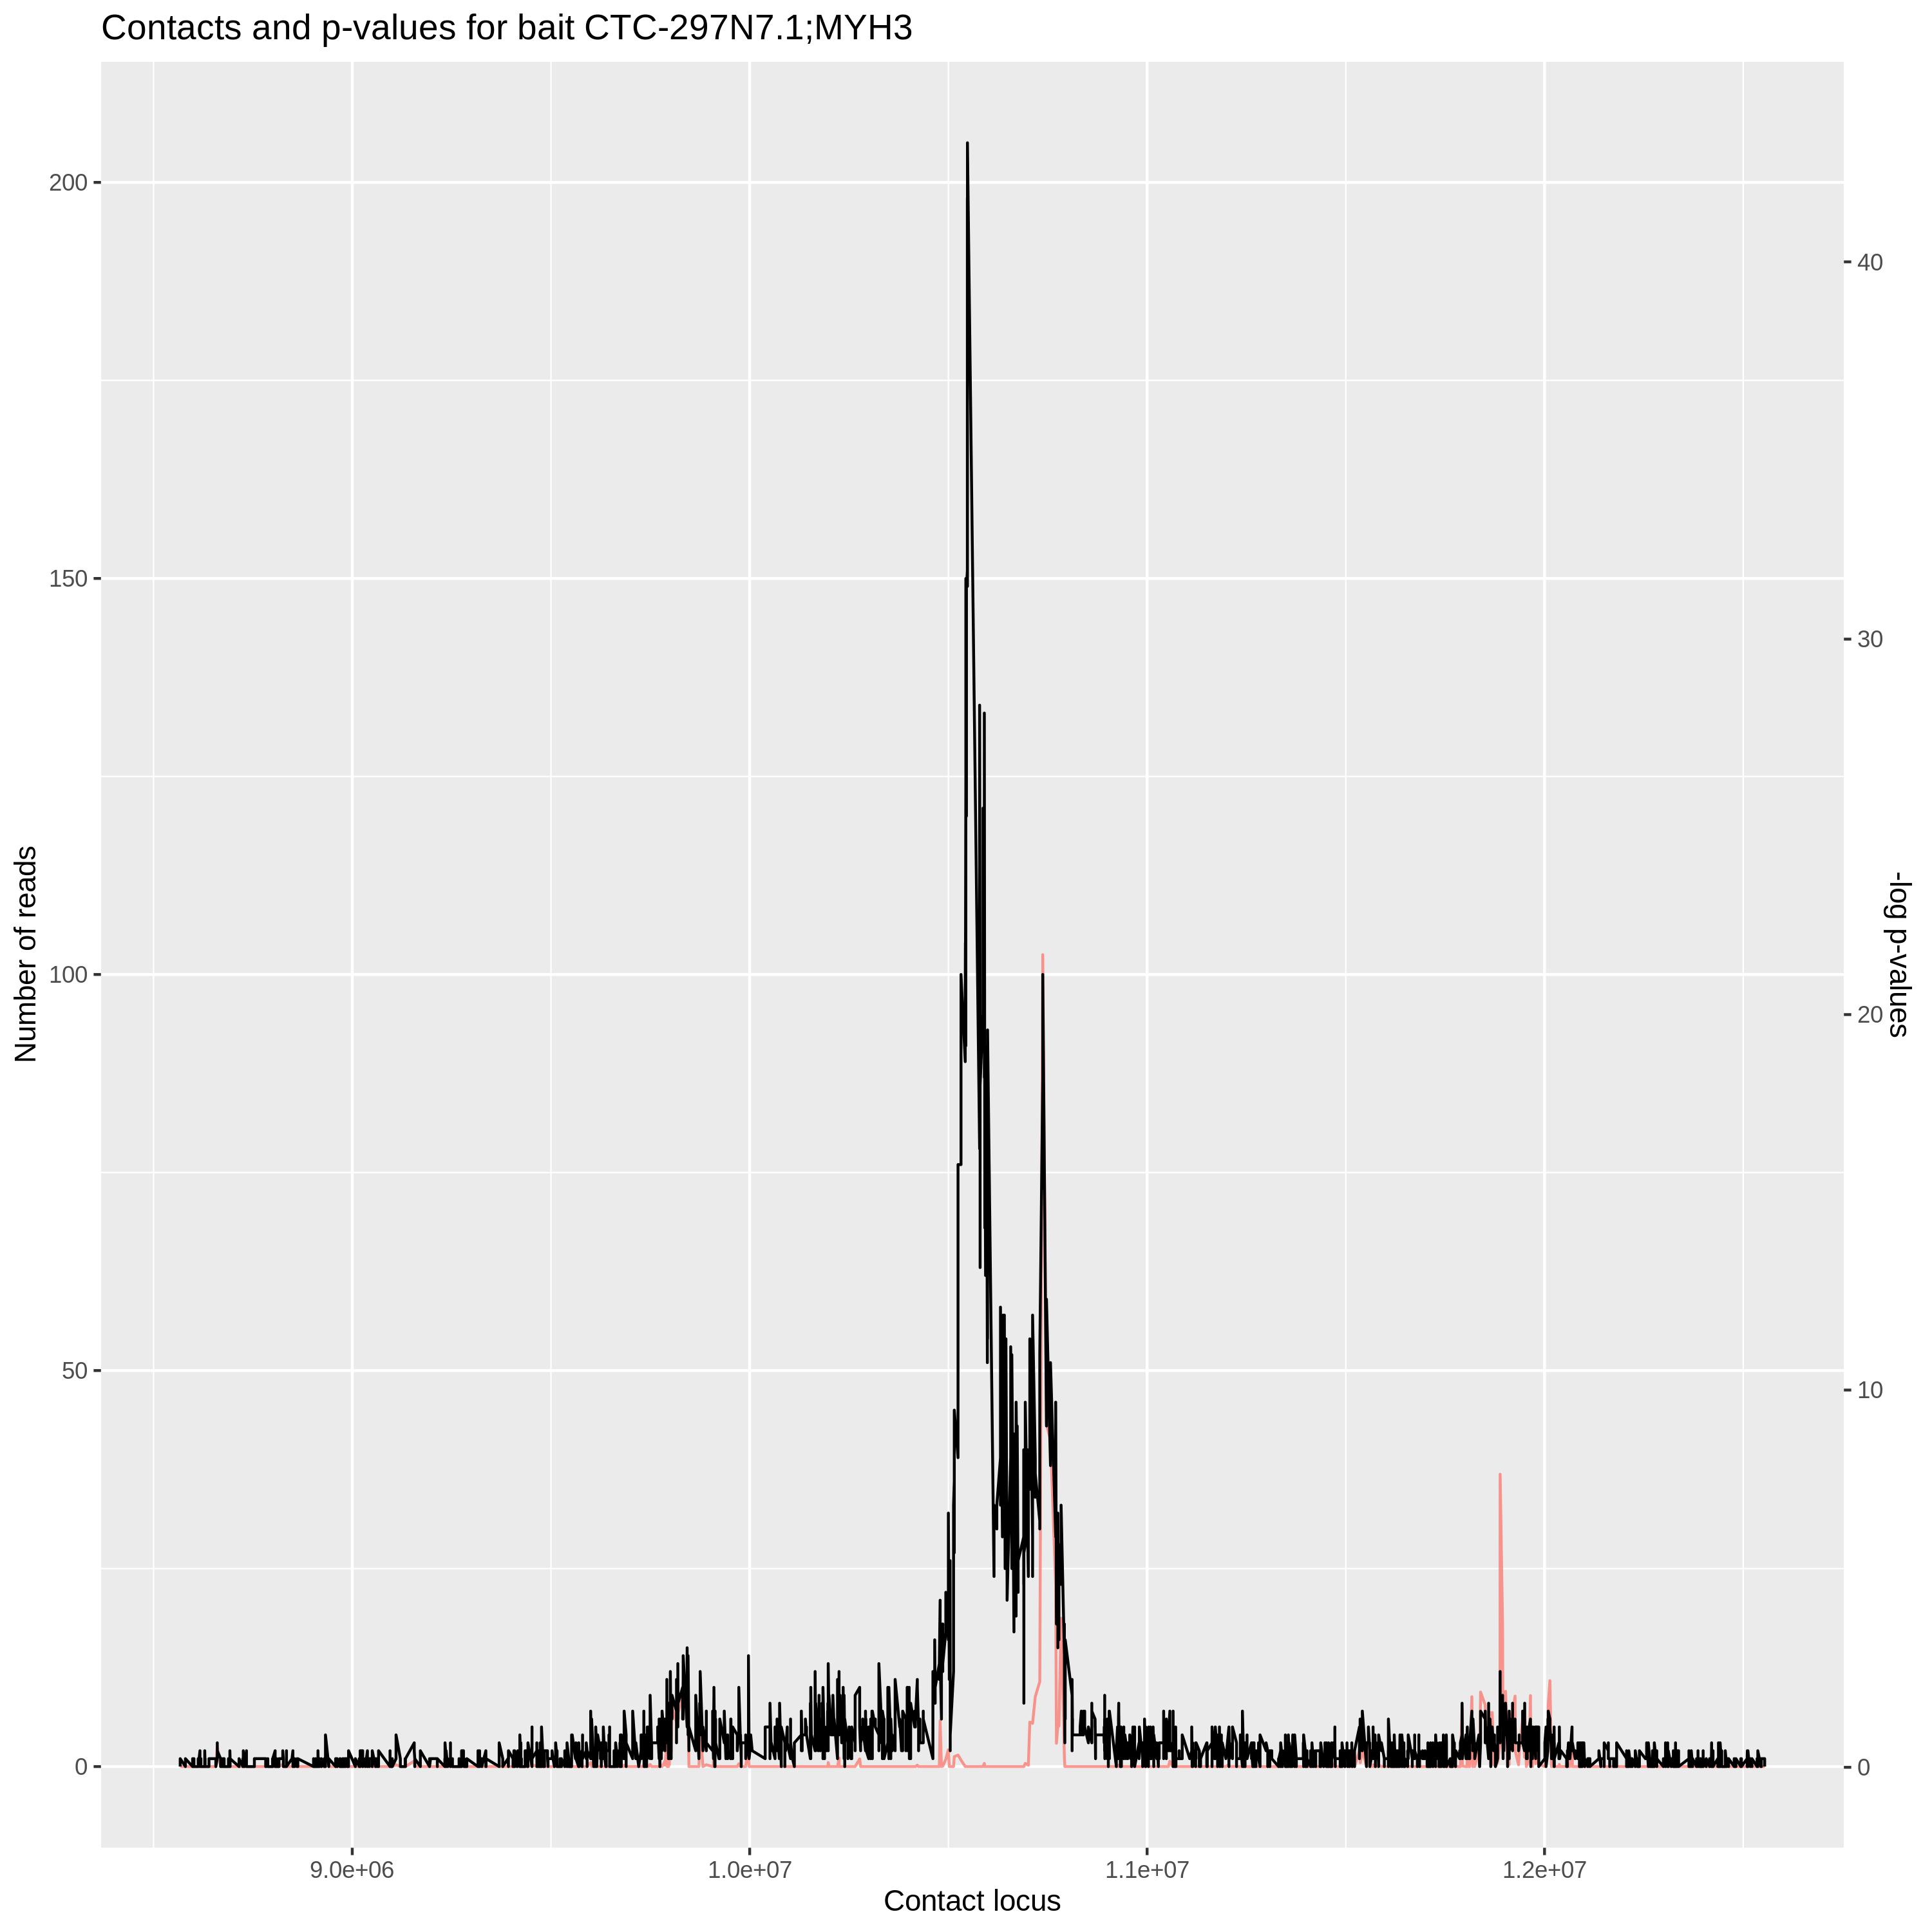 Contacts and p-values for bait CTC-297N7.1;MYH3
200
150
100
50
0
Number of reads
40
30
20
10
0
-log p-values
9.0e+06
1.0e+07
1.1e+07
1.2e+07
Contact locus